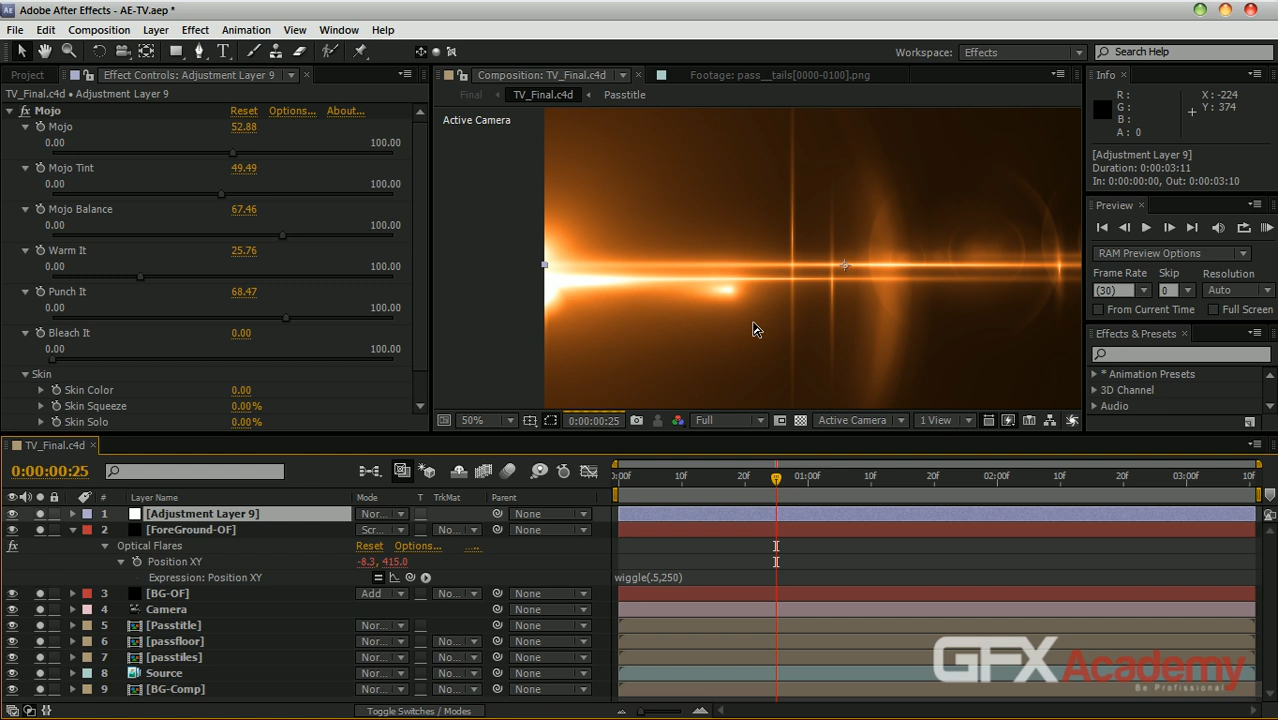 Adobe After Effects - AE-TV.aep *
File Edit Composition Layer Effect Animation View Window Help
Workspace: Effects Search Help
Project Effect Controls: Adjustment Layer 9
TV_Final.c4d • Adjustment Layer 9
Mojo Reset Options... About...
Mojo 52.88
0.00 100.00
Mojo Tint 49.49
0.00 100.00
Mojo Balance 67.46
0.00 100.00
Warm It 25.76
0.00 100.00
Punch It 68.47
0.00 100.00
Bleach It 0.00
0.00 100.00
Skin
Skin Color 0.00
Skin Squeeze 0.00%
Skin Solo 0.00%
Composition: TV_Final.c4d Footage: pass__tails[0000-0100].png
Final TV_Final.c4d Passtitle
Active Camera
50% 0:00:00:25 Full Active Camera 1 View
Info
R: X: -224
G: Y: 374
B:
A: 0
[Adjustment Layer 9]
Duration: 0:00:03:11
In: 0:00:00:00, Out: 0:00:03:10
Preview
RAM Preview Options
Frame Rate Skip Resolution
(30) 0 Auto
From Current Time Full Screen
Effects & Presets
* Animation Presets
3D Channel
Audio
TV_Final.c4d
0:00:00:25
0:00f 10f 20f 01:00f 10f 20f 02:00f 10f 20f 03:00f 10f
# Layer Name Mode T TrkMat Parent
1 [Adjustment Layer 9] Nor... None
2 [ForeGround-OF] Scr... No... None
Optical Flares Reset Options... .....
Position XY -8.3, 415.0
Expression: Position XY wiggle(.5,250)
3 [BG-OF] Add No... None
4 Camera None
5 [Passtitle] Nor... None
6 [passfloor] Nor... No... None
7 [passtiles] Nor... No... None
8 Source Nor... No... None
9 [BG-Comp] Nor... No... None
Toggle Switches / Modes
GFX Academy
Be Professional